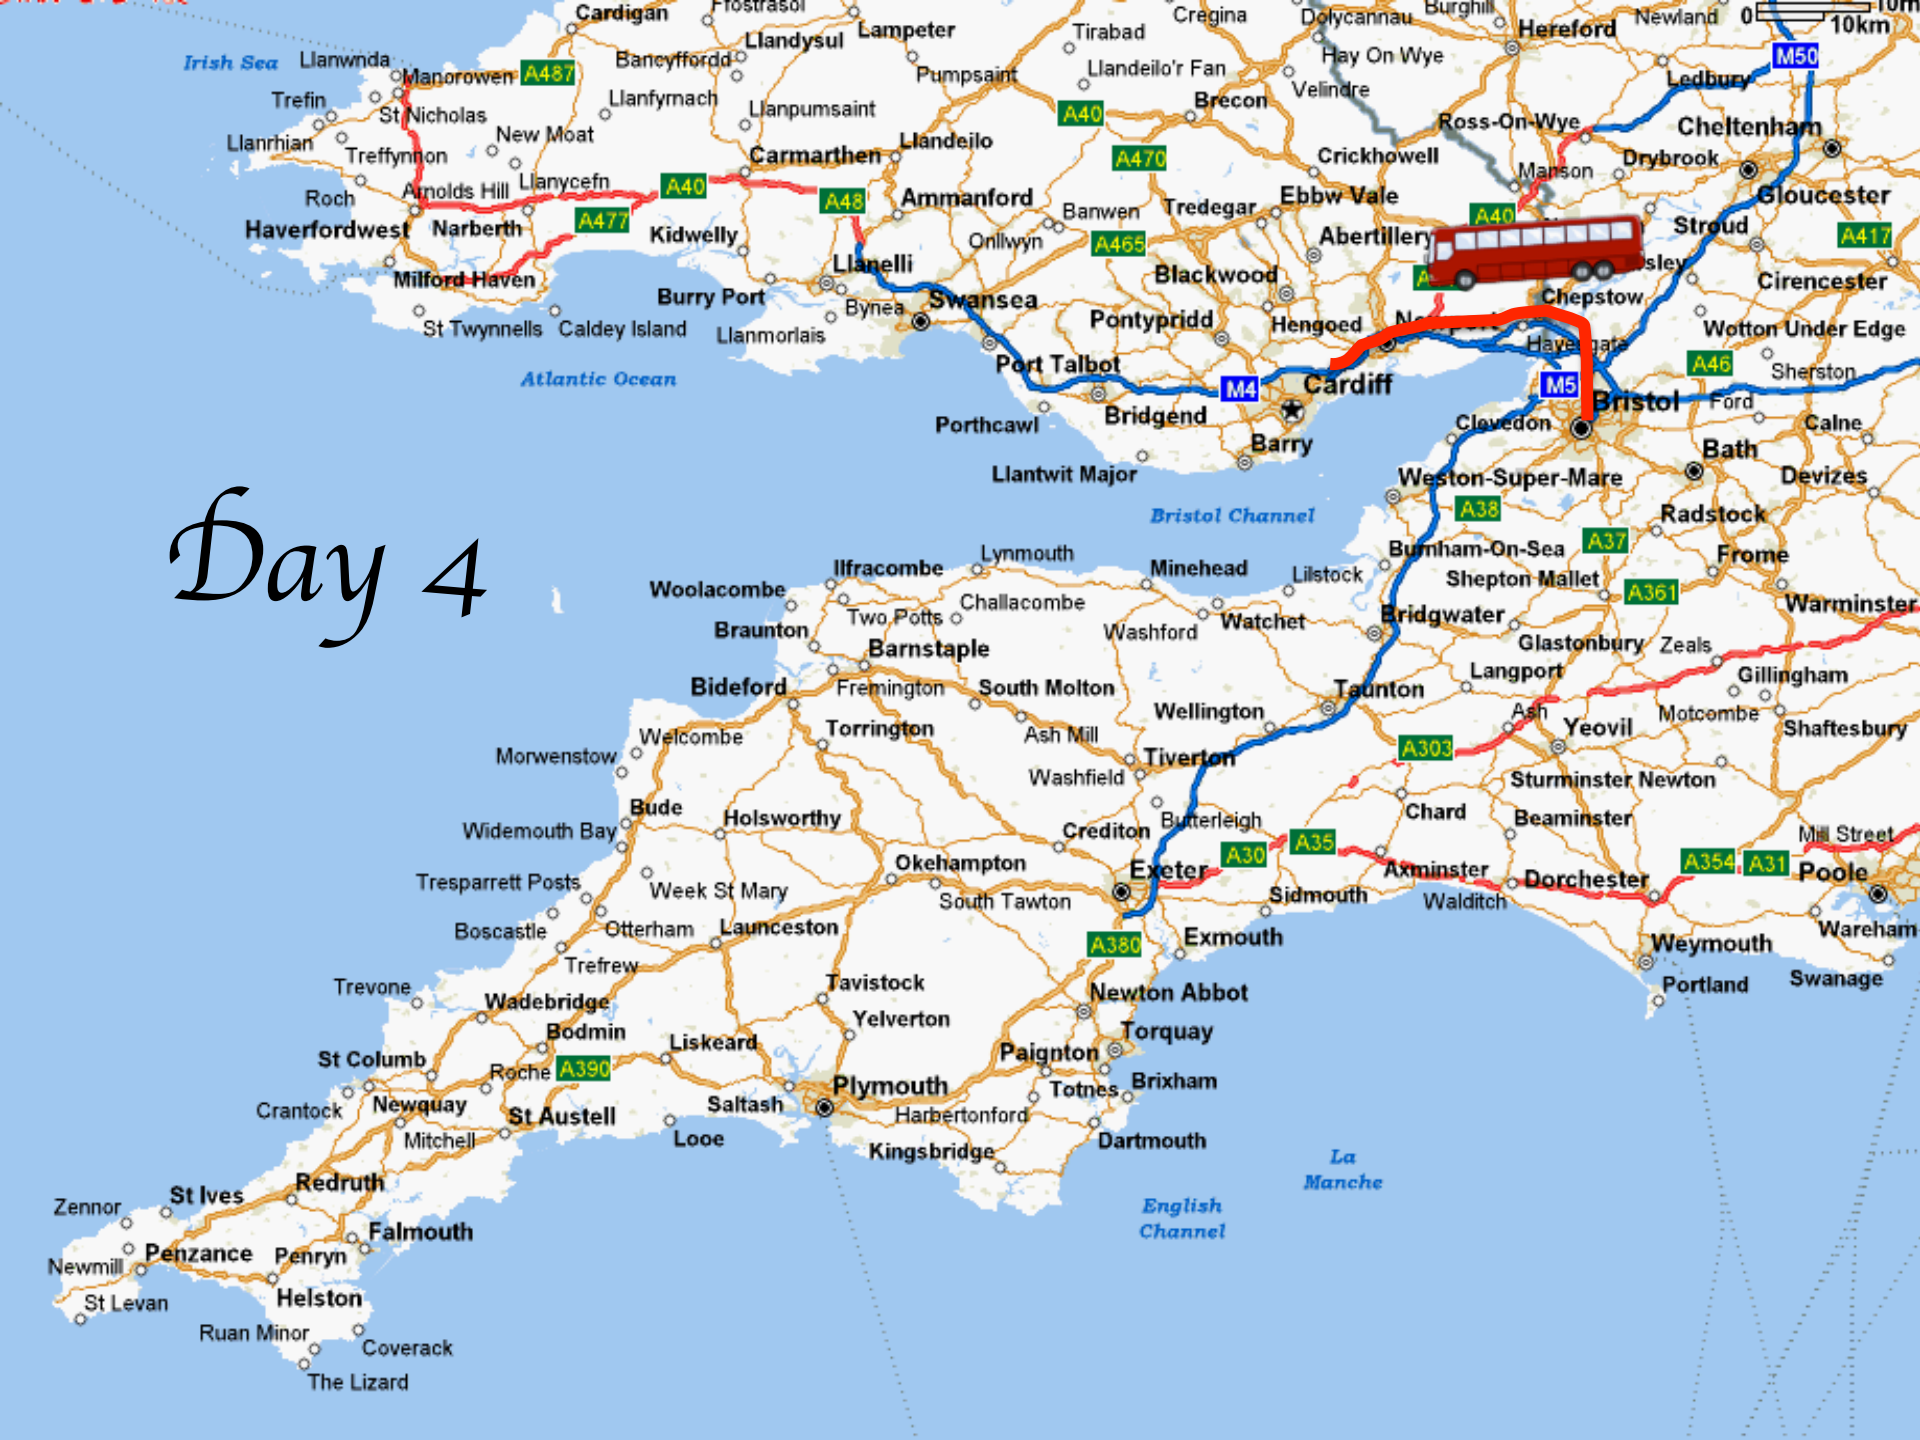 Cardigan
Ffostrasol
Lampeter
Cregina
Dolycannau
Burghill
Hereford
Newland
0
10km
Irish Sea
Llanwnda
Manorowen
A487
Bancyffordd
Llandysul
Tirabad
Pumpsaint
Llandeilo'r Fan
Hay On Wye
Velindre
Ledbury
M50
Trefin
St Nicholas
Llanfyrnach
Llanpumsaint
A40
Brecon
Ross-On-Wye
Cheltenham
Llanrhian
Treffynnon
New Moat
Carmarthen
Llandeilo
A470
Crickhowell
Manson
Drybrook
Gloucester
Roch
Arnolds Hill
Llanycefn
A40
A48
Ammanford
Banwen
Tredegar
Ebbw Vale
A40
Stroud
A417
Haverfordwest
Narberth
A477
Kidwelly
Onllwyn
A465
Abertillery
sley
Cirencester
Milford Haven
Llanelli
Blackwood
Chepstow
St Twynnells
Caldey Island
Burry Port
Bynea
Swansea
Llanmorlais
Pontypridd
Hengoed
Newport
Hayesgate
Wotton Under Edge
Atlantic Ocean
Port Talbot
M4
Cardiff
M5
A46
Sherston
Porthcawl
Bridgend
Barry
Clevedon
Bristol
Ford
Calne
Llantwit Major
Bath
Devizes
Weston-Super-Mare
A38
Bristol Channel
Radstock
Day 4
Lynmouth
Ilfracombe
Minehead
Lilstock
Burnham-On-Sea
A37
Frome
Woolacombe
Two Potts
Challacombe
Shepton Mallet
A361
Warminster
Braunton
Washford
Watchet
Bridgwater
Glastonbury
Zeals
Barnstaple
Bideford
Fremington
South Molton
Taunton
Langport
Gillingham
Torrington
Ash Mill
Wellington
Ash
Yeovil
Motcombe
Shaftesbury
Morwenstow
Welcombe
Washfield
Tiverton
A303
Sturminster Newton
Bude
Widemouth Bay
Holsworthy
Crediton
Butterleigh
Chard
Beaminster
Mill Street
Tresparrett Posts
Week St Mary
Okehampton
South Tawton
Exeter
A30
A35
Axminster
Dorchester
A354
A31
Poole
Boscastle
Otterham
Launceston
Sidmouth
Walditch
Wareham
Trefrew
A380
Exmouth
Weymouth
Trevone
Wadebridge
Tavistock
Newton Abbot
Portland
Swanage
St Columb
Bodmin
Yelverton
Torquay
Liskeard
Roche
A390
Paignton
Crantock
Newquay
Saltash
Plymouth
Totnes
Brixham
Mitchell
St Austell
Looe
Harbertonford
Kingsbridge
Dartmouth
La
Manche
Zennor
St Ives
Redruth
English
Channel
Newmill
Penzance
Penryn
Falmouth
St Levan
Helston
Ruan Minor
Coverack
The Lizard